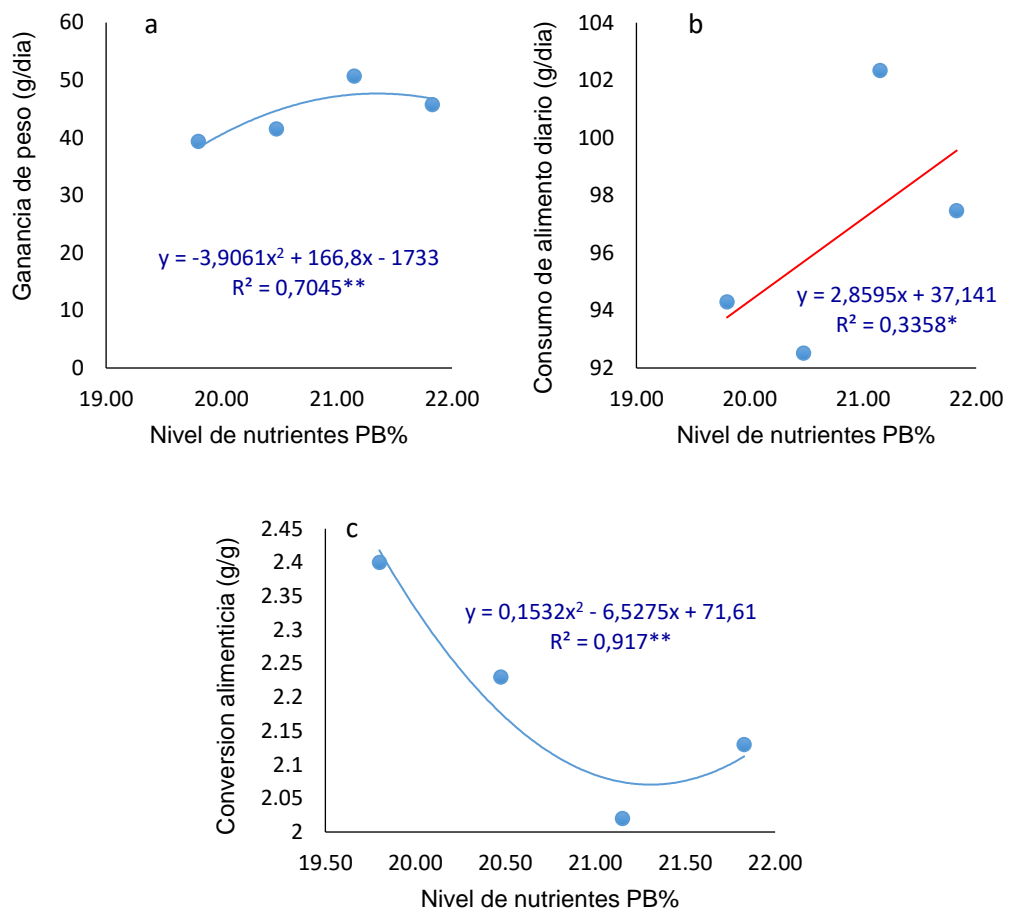 a
Ganancia de peso (g/dia)
60
50
40
30
20
10
0
y = -3,9061x² + 166,8x - 1733
R² = 0,7045**
19.00 20.00 21.00 22.00
Nivel de nutrientes PB%
b
Consumo de alimento diario (g/dia)
104
102
100
98
96
94
92
y = 2,8595x + 37,141
R² = 0,3358*
19.00 20.00 21.00 22.00
Nivel de nutrientes PB%
c
Conversion alimenticia (g/g)
2.45
2.4
2.35
2.3
2.25
2.2
2.15
2.1
2.05
2
y = 0,1532x² - 6,5275x + 71,61
R² = 0,917**
19.50 20.00 20.50 21.00 21.50 22.00
Nivel de nutrientes PB%